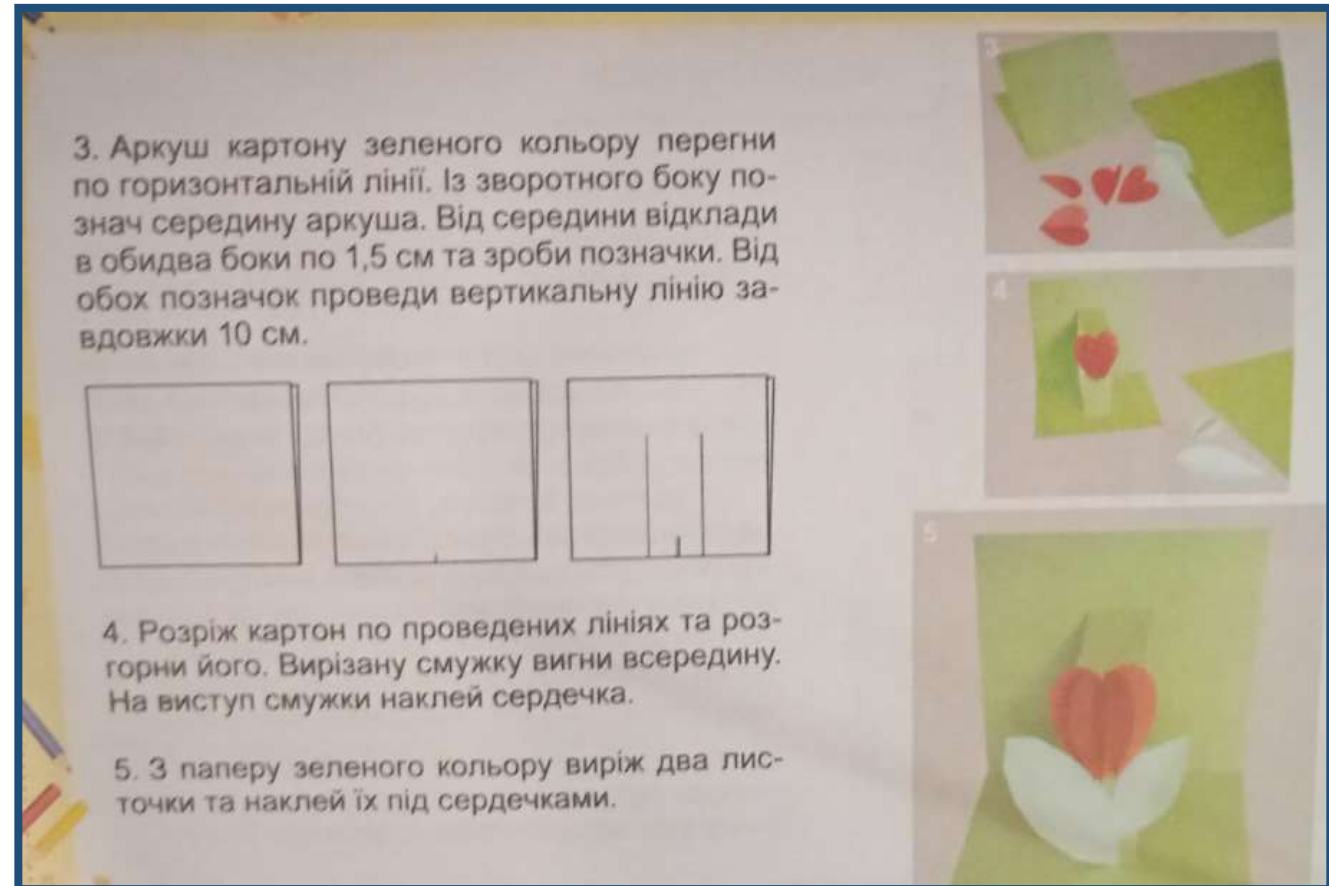 3. Аркуш картону зеленого кольору перегни
по горизонтальній лінії. Із зворотного боку по-
знач середину аркуша. Від середини відклади
в обидва боки по 1,5 см та зроби позначки. Від
обох позначок проведи вертикальну лінію за-
вдовжки 10 см.
4. Розріж картон по проведених лініях та роз-
горни його. Вирізану смужку вигни всередину.
На виступ смужки наклей сердечка.
5. З паперу зеленого кольору виріж два лис-
точки та наклей їх під сердечками.
3
4
5